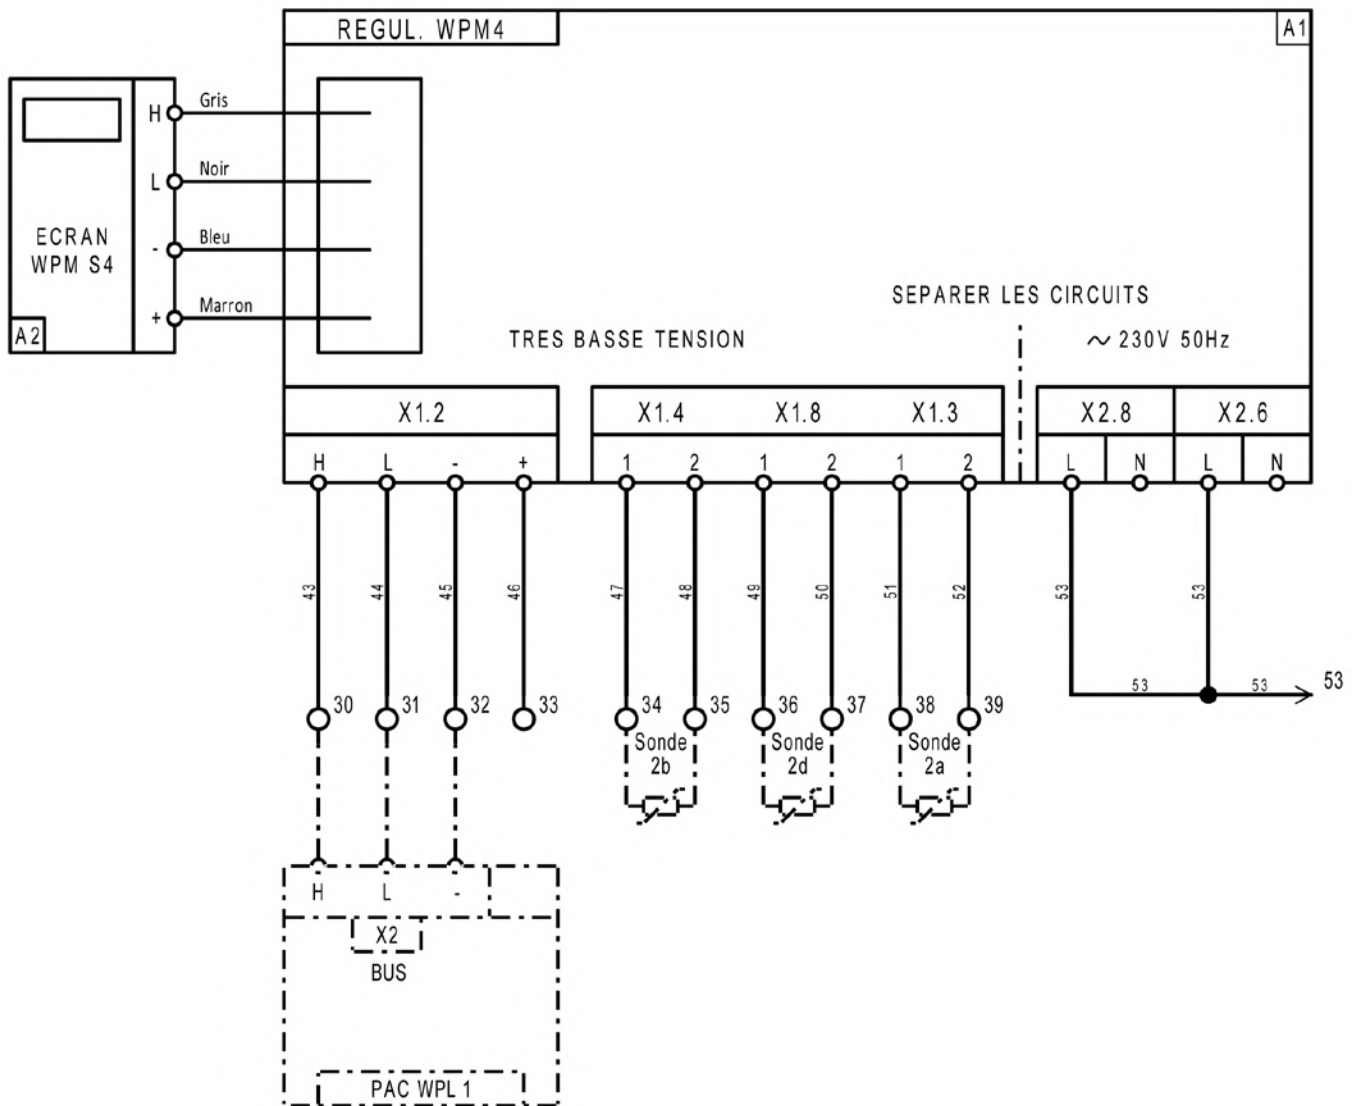 REGUL. WPM4
A1
H Gris
L Noir
ECRAN
WPM S4
- Bleu
+ Marron
A2
SEPARER LES CIRCUITS
TRES BASSE TENSION
~ 230V 50Hz
X1.2 X1.4 X1.8 X1.3 X2.8 X2.6
H L - + 1 2 1 2 1 2 L N L N
43 44 45 46 47 48 49 50 51 52 53 53
53 53 53
30 31 32 33 34 35 36 37 38 39
Sonde
2b
Sonde
2d
Sonde
2a
H L -
X2
BUS
PAC WPL 1